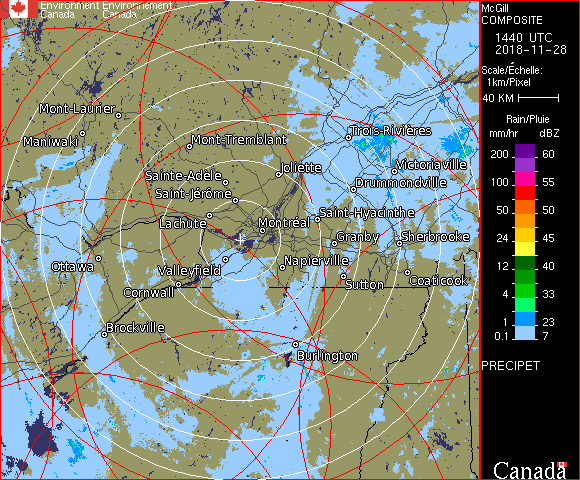 Environment Environnement
Canada Canada
McGill
COMPOSITE
1440 UTC
2018-11-28
Scale/Échelle:
1km/Pixel
40 KM
Rain/Pluie
mm/hr dBZ
200 60
100 55
50 50
24 45
12 40
4 33
1 23
0.1 7
PRECIPET
Canada
Mont-Laurier
Maniwaki
Mont-Tremblant
Trois-Rivières
Sainte-Adèle
Joliette
Victoriaville
Saint-Jérôme
Drummondville
Lachute
Montréal
Saint-Hyacinthe
Granby
Sherbrooke
Ottawa
Valleyfield
Napierville
Cornwall
Sutton
Coaticook
Brockville
Burlington